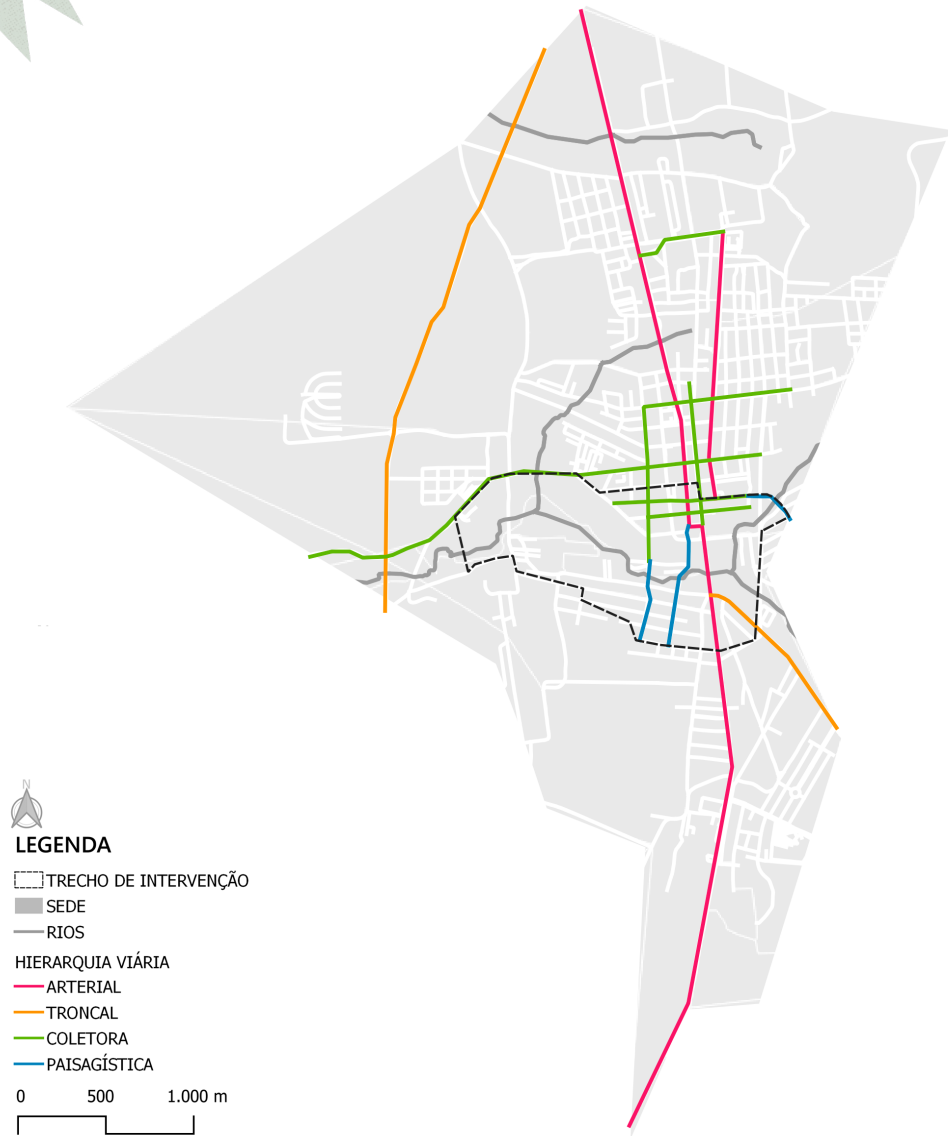 N
LEGENDA
TRECHO DE INTERVENÇÃO
SEDE
RIOS
HIERARQUIA VIÁRIA
ARTERIAL
TRONCAL
COLETORA
PAISAGÍSTICA
0 500 1.000 m